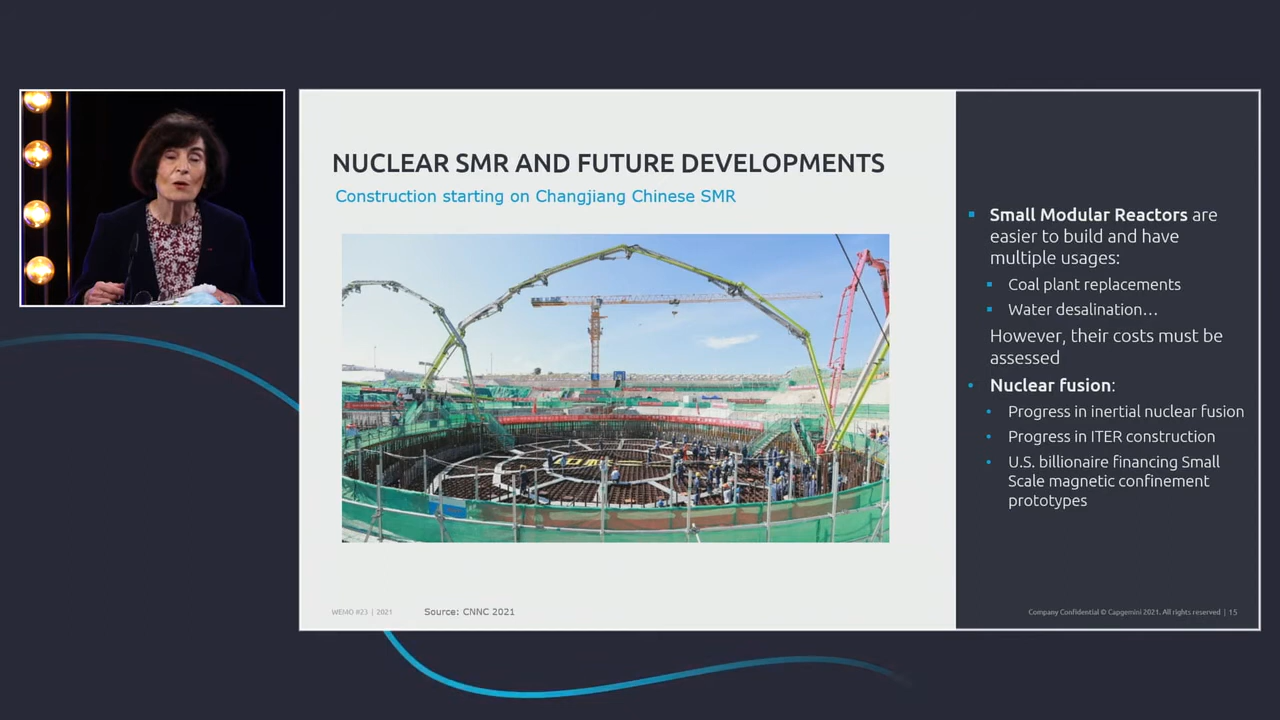 NUCLEAR SMR AND FUTURE DEVELOPMENTS
Construction starting on Changjiang Chinese SMR
WEMO #23 | 2021
Source: CNNC 2021
Small Modular Reactors are
easier to build and have
multiple usages:
Coal plant replacements
Water desalination…
However, their costs must be
assessed
Nuclear fusion:
Progress in inertial nuclear fusion
Progress in ITER construction
U.S. billionaire financing Small
Scale magnetic confinement
prototypes
Company Confidential © Capgemini 2021. All rights reserved | 15